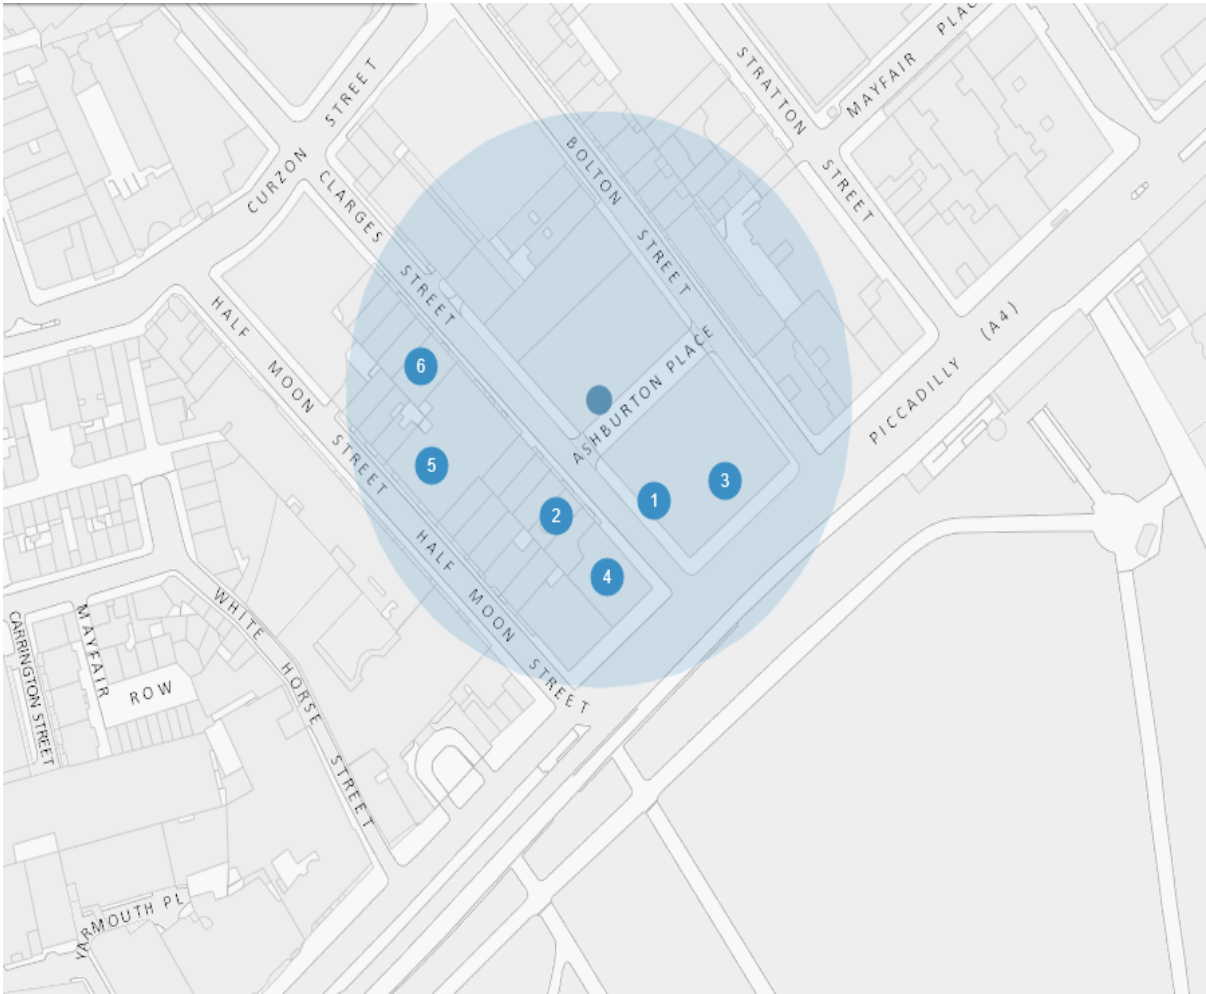 MAYFAIR PLAC
STRATTON STREET
CURZON STREET
BOLTON STREET
CLARGES STREET
HALF MOON STREET
ASHBURTON PLACE
PICCADILLY (A4)
6
5
3
1
2
4
HALF MOON STREET
WHITE HORSE STREET
MAYFAIR ROW
CARRINGTON STREET
YARMOUTH PL